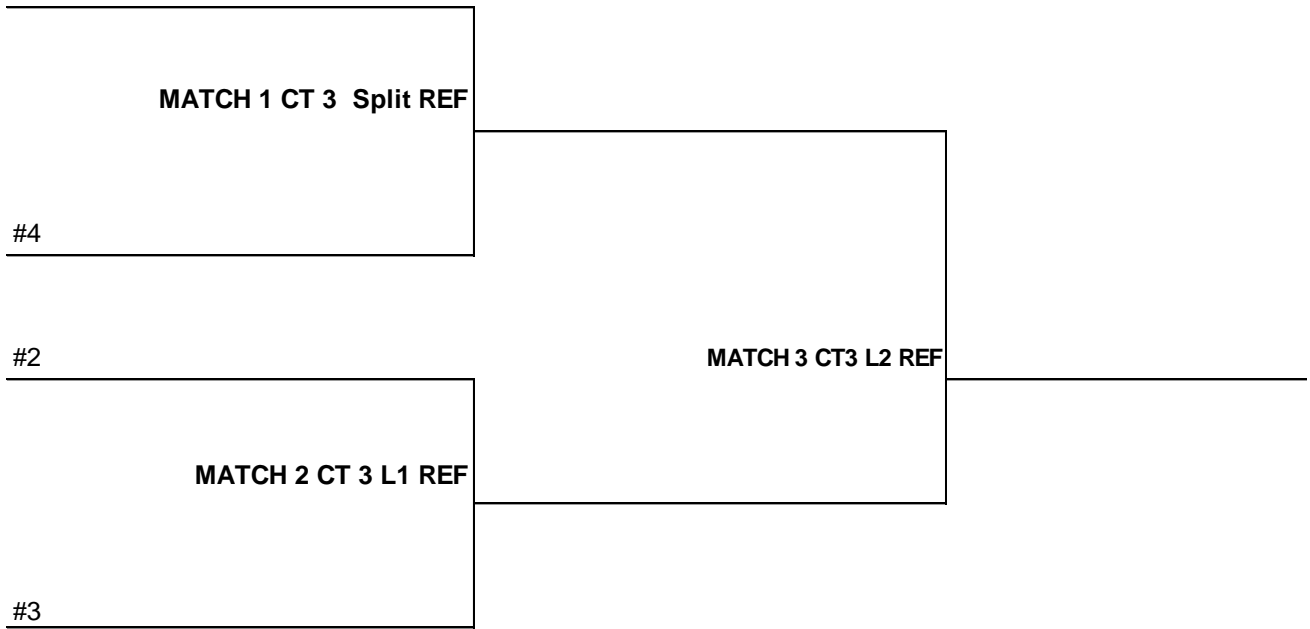 MATCH 1 CT 3  Split REF
#4
#2
MATCH 3 CT3 L2 REF
MATCH 2 CT 3 L1 REF
#3